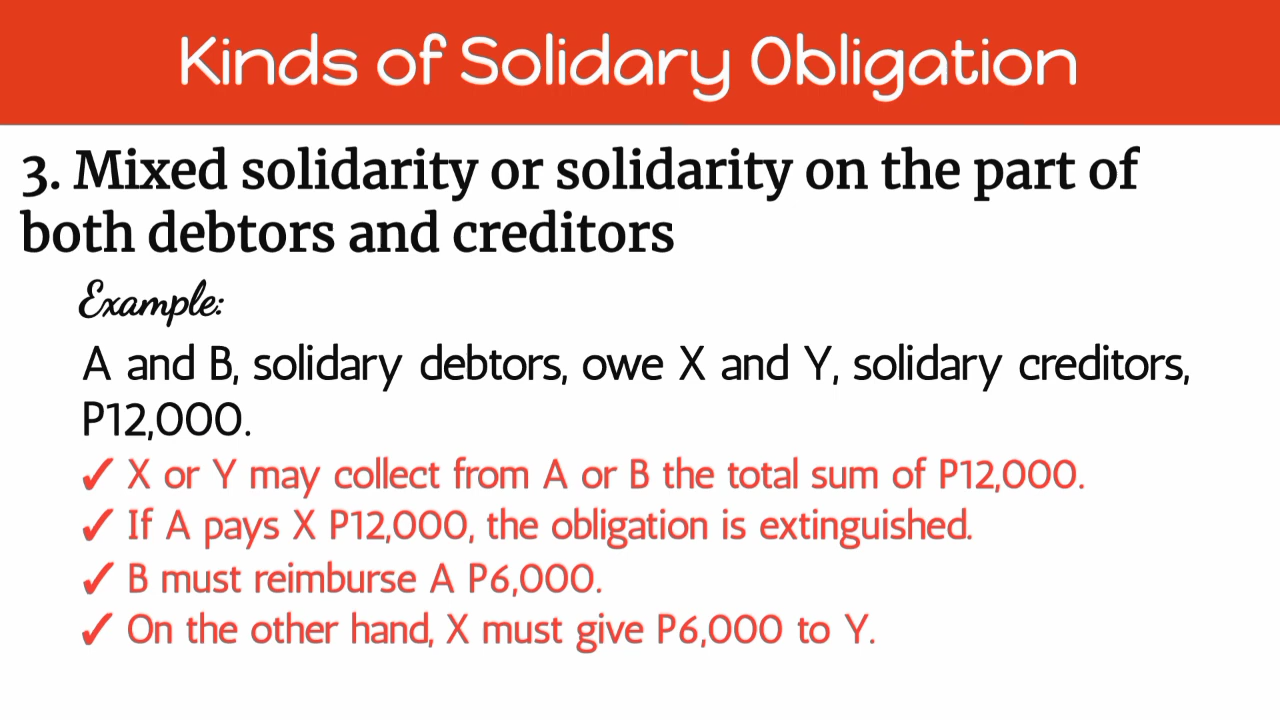 Kinds of Solidary Obligation
3. Mixed solidarity or solidarity on the part of
both debtors and creditors
Example:
A and B, solidary debtors, owe X and Y, solidary creditors,
P12,000.
✓ X or Y may collect from A or B the total sum of P12,000.
✓ If A pays X P12,000, the obligation is extinguished.
✓ B must reimburse A P6,000.
✓ On the other hand, X must give P6,000 to Y.